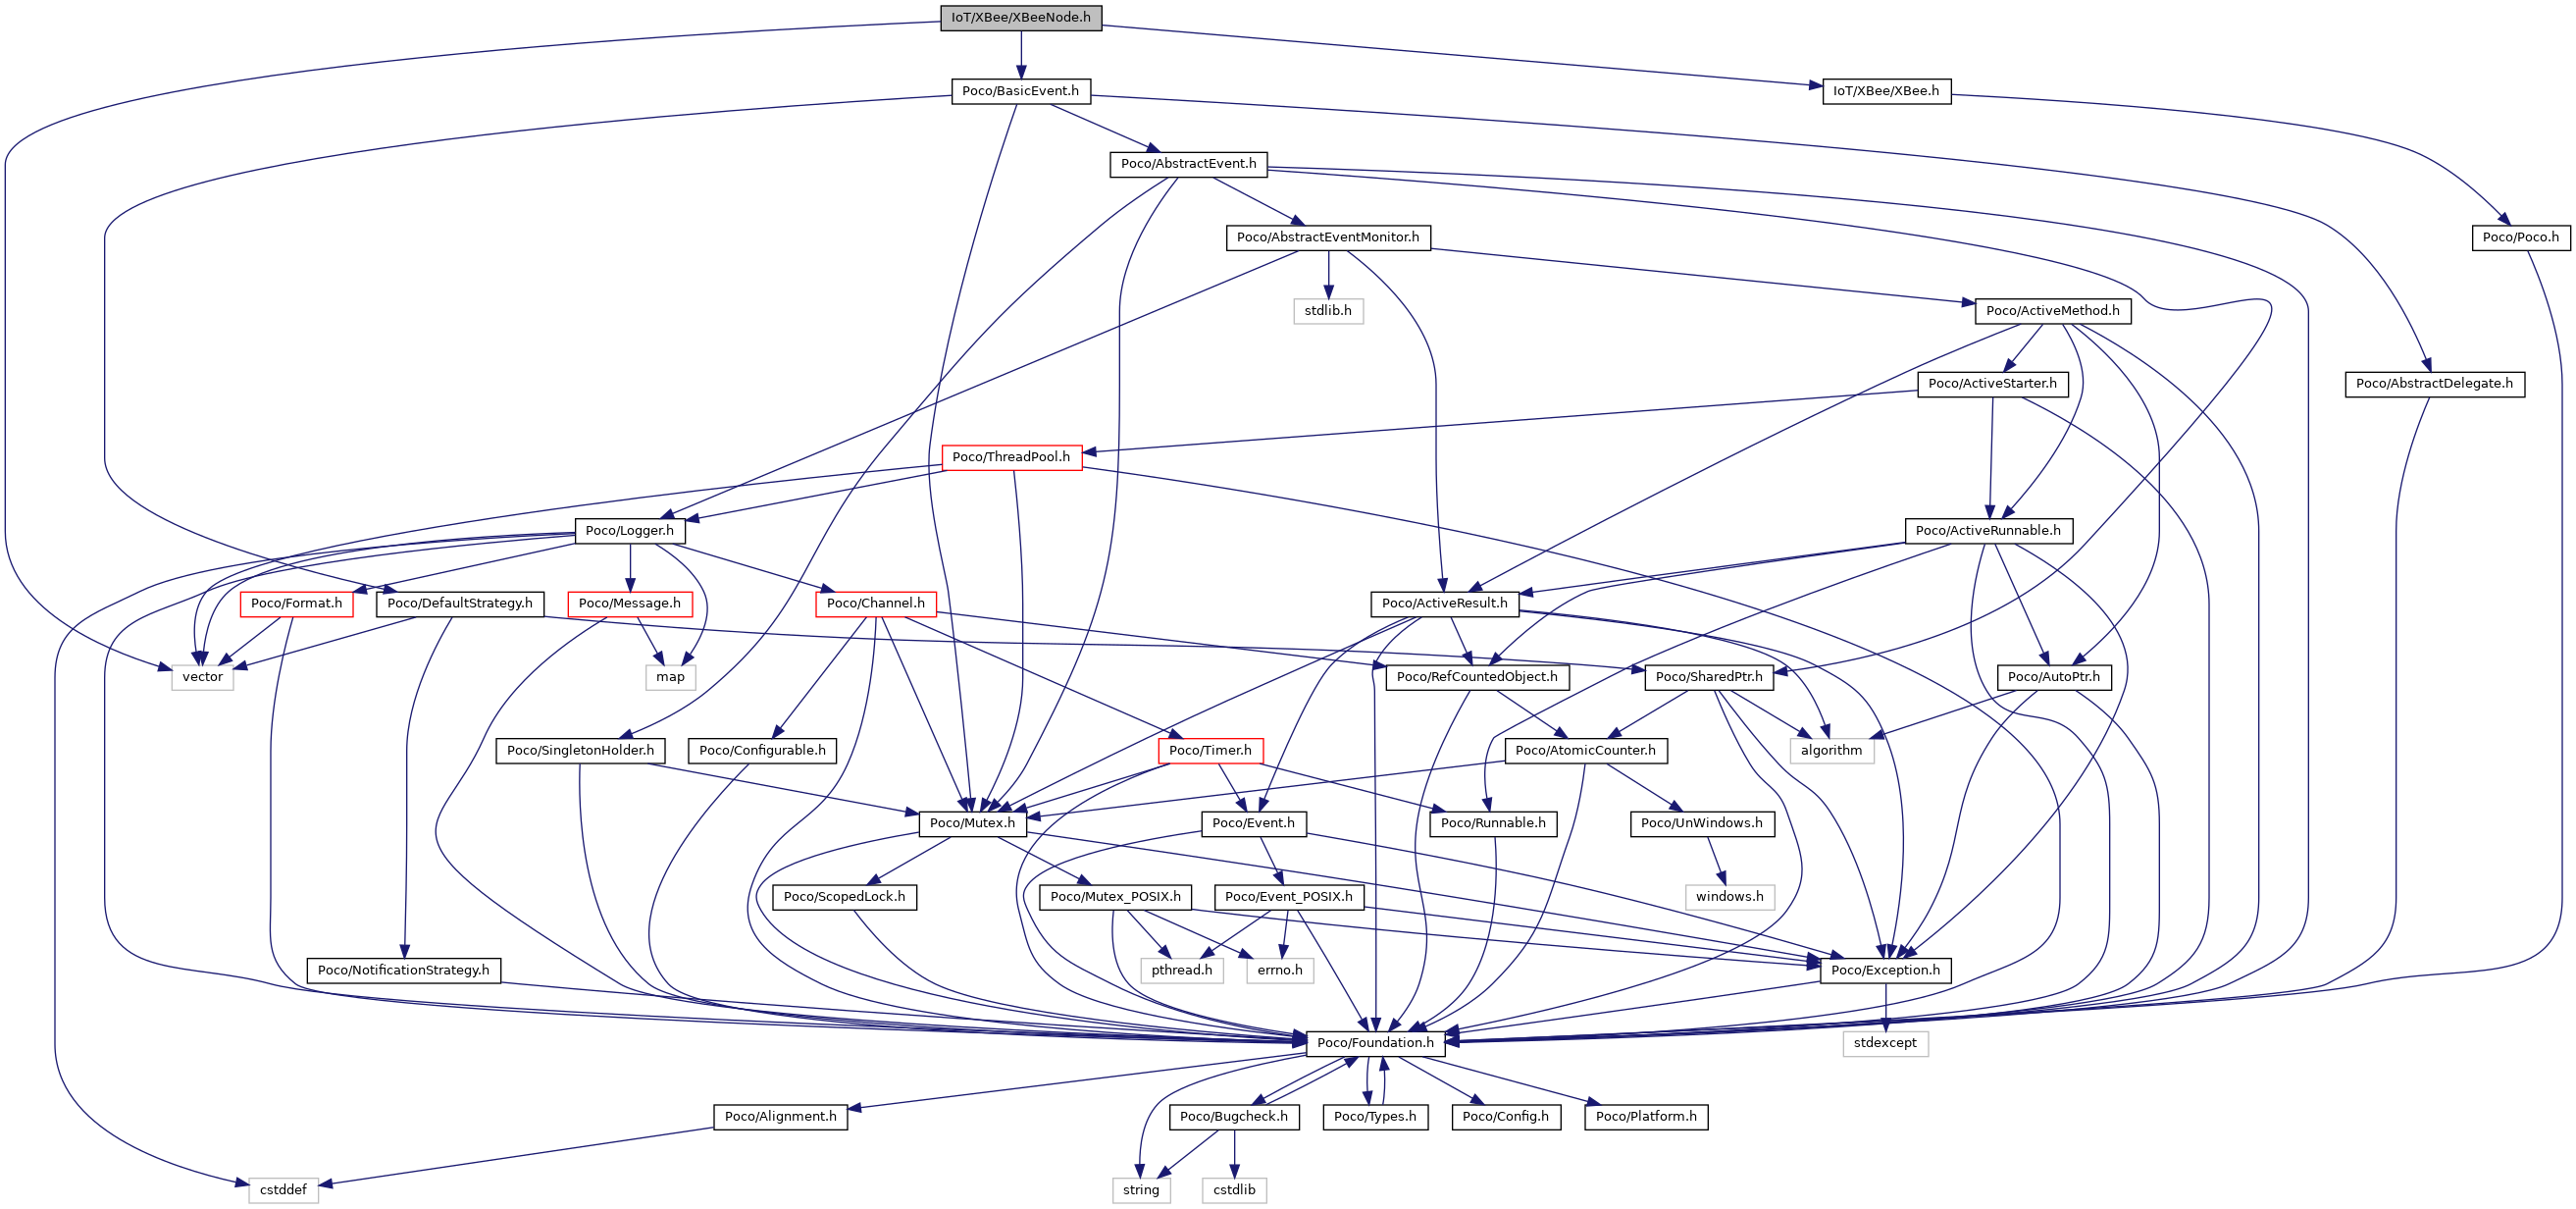 IoT/XBee/XBeeNode.h
Poco/BasicEvent.h
IoT/XBee/XBee.h
Poco/AbstractEvent.h
Poco/AbstractEventMonitor.h
Poco/Poco.h
stdlib.h
Poco/ActiveMethod.h
Poco/ActiveStarter.h
Poco/AbstractDelegate.h
Poco/ThreadPool.h
Poco/Logger.h
Poco/ActiveRunnable.h
Poco/Format.h
Poco/DefaultStrategy.h
Poco/Message.h
Poco/Channel.h
Poco/ActiveResult.h
vector
map
Poco/RefCountedObject.h
Poco/SharedPtr.h
Poco/AutoPtr.h
Poco/SingletonHolder.h
Poco/Configurable.h
Poco/Timer.h
Poco/AtomicCounter.h
algorithm
Poco/Mutex.h
Poco/Event.h
Poco/Runnable.h
Poco/UnWindows.h
Poco/ScopedLock.h
Poco/Mutex_POSIX.h
Poco/Event_POSIX.h
windows.h
Poco/NotificationStrategy.h
pthread.h
errno.h
Poco/Exception.h
Poco/Foundation.h
stdexcept
Poco/Alignment.h
Poco/Bugcheck.h
Poco/Types.h
Poco/Config.h
Poco/Platform.h
cstddef
string
cstdlib